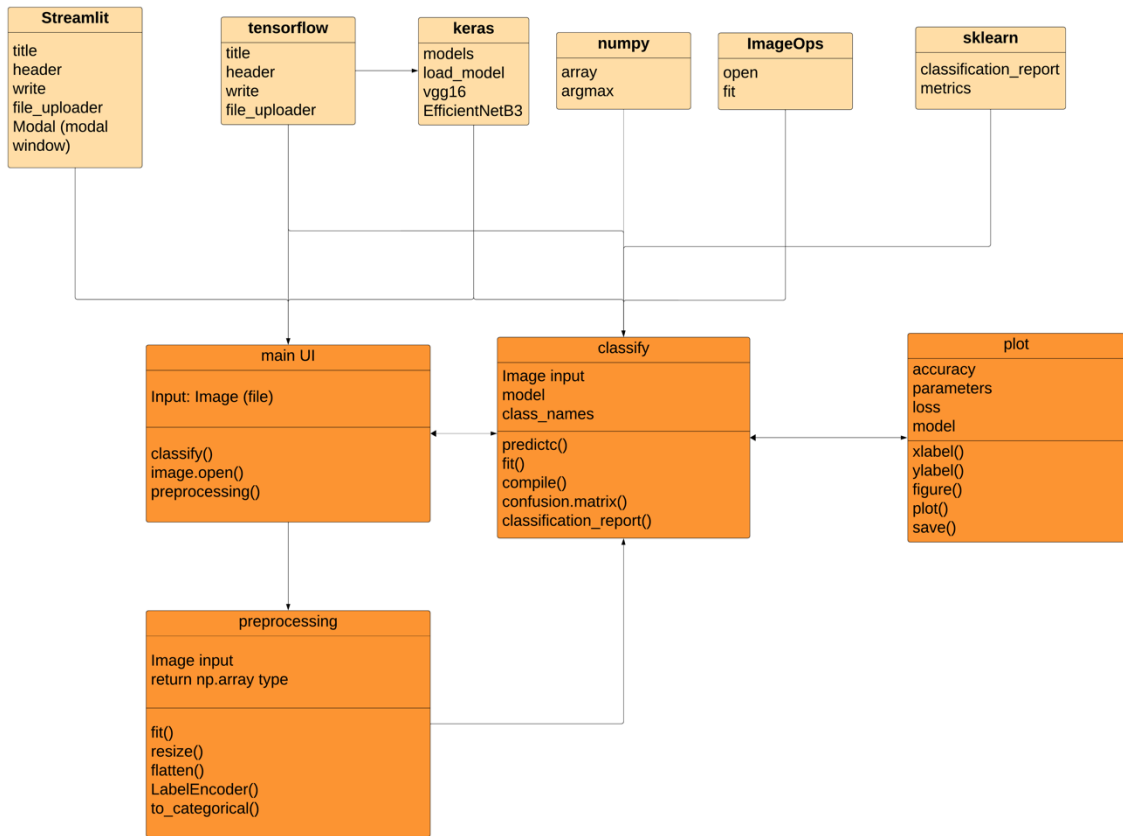 Streamlit
title
header
write
file_uploader
Modal (modal
window)
tensorflow
title
header
write
file_uploader
keras
models
load_model
vgg16
EfficientNetB3
numpy
array
argmax
ImageOps
open
fit
sklearn
classification_report
metrics
main UI
Input: Image (file)
classify()
image.open()
preprocessing()
classify
Image input
model
class_names
predictc()
fit()
compile()
confusion.matrix()
classification_report()
plot
accuracy
parameters
loss
model
xlabel()
ylabel()
figure()
plot()
save()
preprocessing
Image input
return np.array type
fit()
resize()
flatten()
LabelEncoder()
to_categorical()